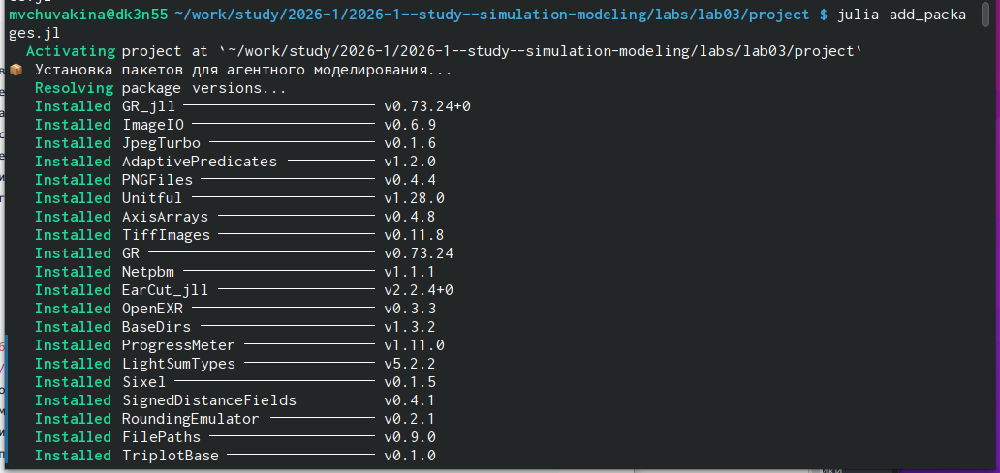 mvchuvakina@dk3n55 ~/work/study/2026-1/2026-1--study--simulation-modeling/labs/lab03/project $ julia add_packa
ges.jl
Activating project at `~/work/study/2026-1/2026-1--study--simulation-modeling/labs/lab03/project`
📦 Установка пакетов для агентного моделирования...
Resolving package versions...
Installed GR_jll ────────────────────── v0.73.24+0
Installed ImageIO ───────────────────── v0.6.9
Installed JpegTurbo ─────────────────── v0.1.6
Installed AdaptivePredicates ────────── v1.2.0
Installed PNGFiles ──────────────────── v0.4.4
Installed Unitful ───────────────────── v1.28.0
Installed AxisArrays ────────────────── v0.4.8
Installed TiffImages ────────────────── v0.11.8
Installed GR ────────────────────────── v0.73.24
Installed Netpbm ────────────────────── v1.1.1
Installed EarCut_jll ────────────────── v2.2.4+0
Installed OpenEXR ───────────────────── v0.3.3
Installed BaseDirs ──────────────────── v1.3.2
Installed ProgressMeter ─────────────── v1.11.0
Installed LightSumTypes ─────────────── v5.2.2
Installed Sixel ─────────────────────── v0.1.5
Installed SignedDistanceFields ──────── v0.4.1
Installed RoundingEmulator ──────────── v0.2.1
Installed FilePaths ─────────────────── v0.9.0
Installed TriplotBase ───────────────── v0.1.0